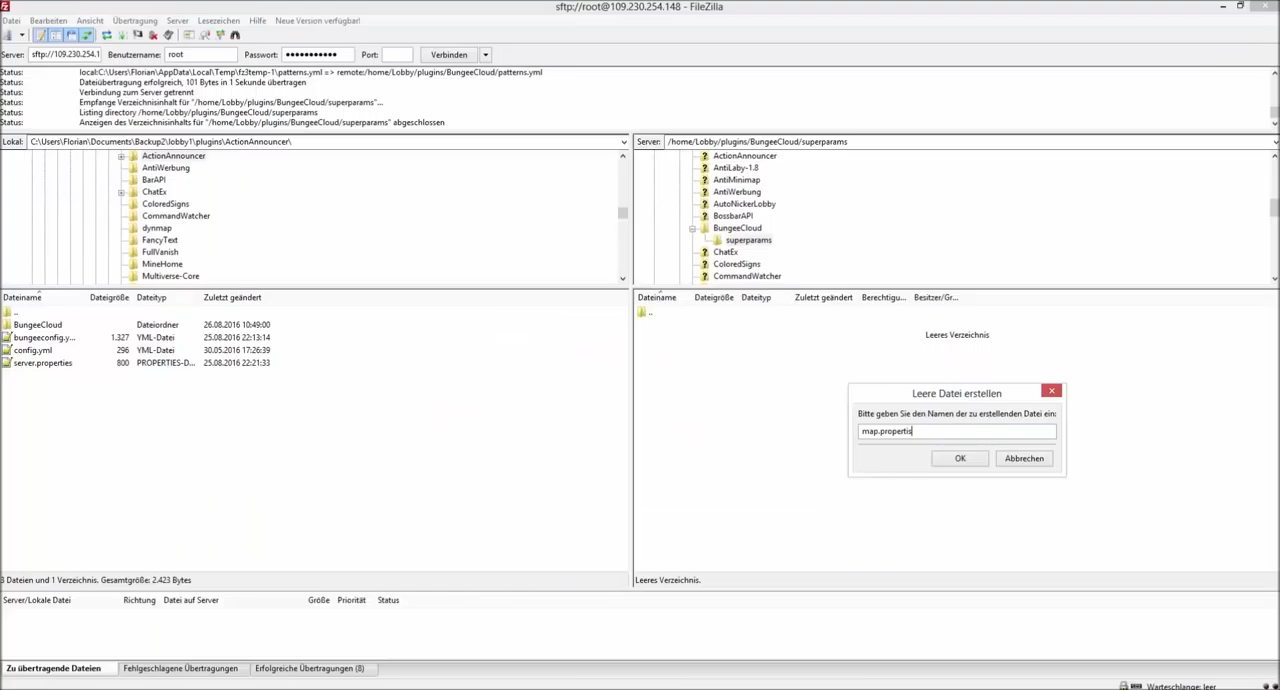 sftp://root@109.230.254.148 - FileZilla
Datei Bearbeiten Ansicht Übertragung Server Lesezeichen Hilfe Neue Version verfügbar!
Server: sftp://109.230.254.1 Benutzername: root Passwort: ●●●●●●●●●●● Port: Verbinden
Status: local:C:\Users\Florian\AppData\Local\Temp\fz3temp-1\patterns.yml => remote:/home/Lobby/plugins/BungeeCloud/patterns.yml
Status: Dateiübertragung erfolgreich, 101 Bytes in 1 Sekunde übertragen
Status: Verbindung zum Server getrennt
Status: Empfange Verzeichnisinhalt für "/home/Lobby/plugins/BungeeCloud/superparams"...
Status: Listing directory /home/Lobby/plugins/BungeeCloud/superparams
Status: Anzeigen des Verzeichnisinhalts für "/home/Lobby/plugins/BungeeCloud/superparams" abgeschlossen
Lokal: C:\Users\Florian\Documents\Backup2\lobby1\plugins\ActionAnnouncer\
ActionAnnouncer
AntiWerbung
BarAPI
ChatEx
ColoredSigns
CommandWatcher
dynmap
FancyText
FullVanish
MineHome
Multiverse-Core
Server: /home/Lobby/plugins/BungeeCloud/superparams
ActionAnnouncer
AntiLaby-1.8
AntiMinimap
AntiWerbung
AutoNickerLobby
BossbarAPI
BungeeCloud
superparams
ChatEx
ColoredSigns
CommandWatcher
Dateiname Dateigröße Dateityp Zuletzt geändert
..
BungeeCloud Dateiordner 26.08.2016 10:49:00
bungeeconfig.y... 1.327 YML-Datei 25.08.2016 22:13:14
config.yml 296 YML-Datei 30.05.2016 17:26:39
server.properties 800 PROPERTIES-D... 25.08.2016 22:21:33
3 Dateien und 1 Verzeichnis. Gesamtgröße: 2.423 Bytes
Dateiname Dateigröße Dateityp Zuletzt geändert Berechtigu... Besitzer/Gr...
..
Leeres Verzeichnis
Leere Datei erstellen
Bitte geben Sie den Namen der zu erstellenden Datei ein:
map.propertis
OK Abbrechen
Leeres Verzeichnis.
Server/Lokale Datei Richtung Datei auf Server Größe Priorität Status
Zu übertragende Dateien Fehlgeschlagene Übertragungen Erfolgreiche Übertragungen (8)
Warteschlange: leer